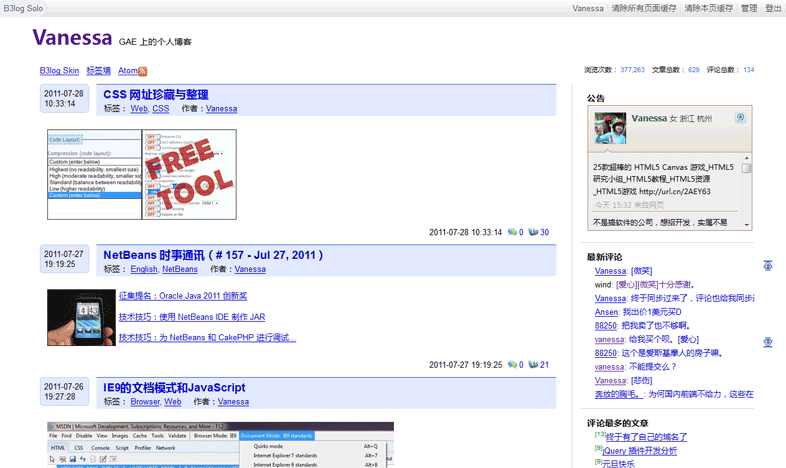 B3log Solo
Vanessa 清除所有页面缓存 清除本页缓存 管理 登出
Vanessa GAE 上的个人博客
B3log Skin 标签墙 Atom
浏览次数： 377,263 文章总数： 629 评论总数： 134
2011-07-28
10:33:14
CSS 网址珍藏与整理
标签： Web, CSS 作者：Vanessa
Code Layout:
Compression (code layout):
Custom (enter below)
Highest (no readability, smallest size)
High (moderate readability, smaller size)
Standard (balance between readability
Low (higher readability)
Custom (enter below)
FREE
TOOL
2011-07-28 10:33:14 0 30
2011-07-27
19:19:25
NetBeans 时事通讯（# 157 - Jul 27, 2011）
标签： English, NetBeans 作者：Vanessa
征集提名：Oracle Java 2011 创新奖
技术技巧：使用 NetBeans IDE 制作 JAR
技术技巧：为 NetBeans 和 CakePHP 进行调试...
2011-07-27 19:19:25 0 21
2011-07-26
19:27:28
IE9的文档模式和JavaScript
标签： Browser, Web 作者：Vanessa
MSDN | Microsoft Development, Subscriptions, Resources, and More - F12
File Find Disable View Images Cache Tools Validate Browser Mode: IE9 Document Mode: IE9 standards
HTML CSS Console Script Profiler Network
Quirks mode Alt+Q
Internet Explorer 7 standards Alt+7
Internet Explorer 8 standards Alt+8
公告
Vanessa 女 浙江 杭州
25款超棒的 HTML5 Canvas 游戏_HTML5
研究小组_HTML5教程_HTML5资源
_HTML5游戏 http://url.cn/2AEY63
今天 15:32 来自网页
不是搞软件的公司，想招开发，实属不易
最新评论
Vanessa: [微笑]
wind: [爱心][微笑]十分感谢。
Vanessa: 终于同步过来了，评论也给我同步过
Ansen: 我出价1美元买D
88250: 把我卖了也不够啊。
vanessa: 给我买个呗。[爱心]
88250: 这个是爱斯基摩人的房子嘛。
vanessa: 不能提交么？
Vanessa: [悲伤]
奔放的胸毛。: 为何国内前端不给力，这些在
评论最多的文章
[13]终于有了自己的域名了
[9]jQuery 插件开发分析
[9]元旦快乐